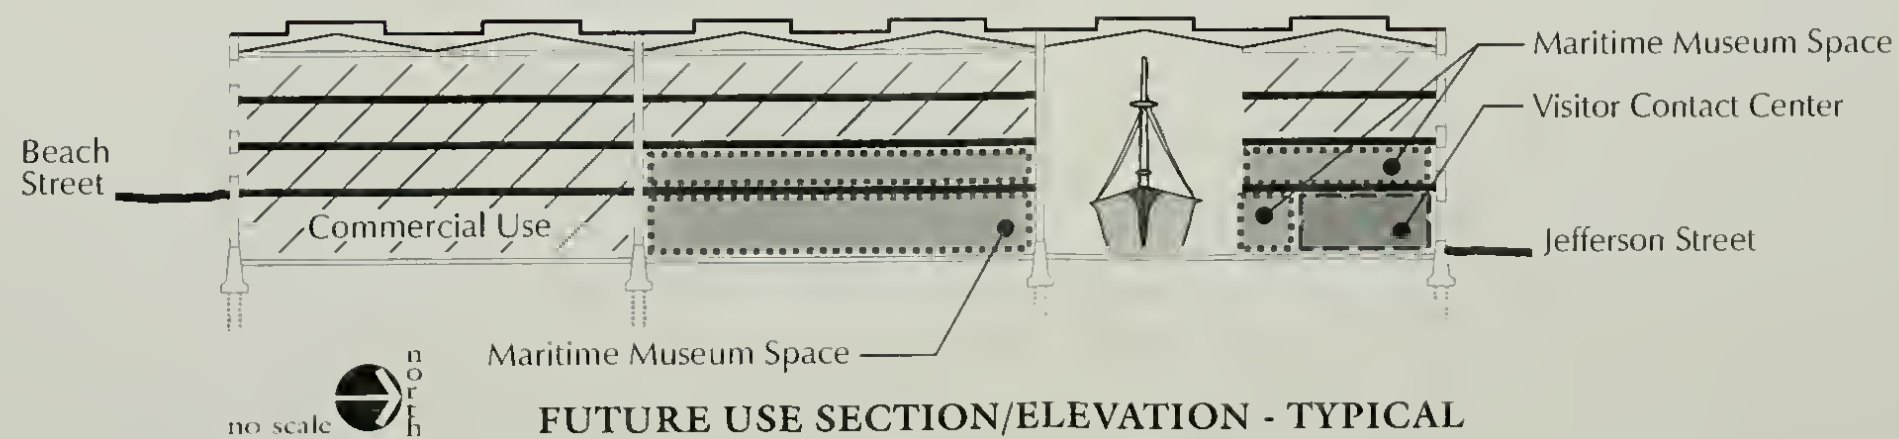 Maritime Museum Space
Visitor Contact Center
Beach
Street
Commercial Use
Jefferson Street
Maritime Museum Space
north
no scale
FUTURE USE SECTION/ELEVATION - TYPICAL